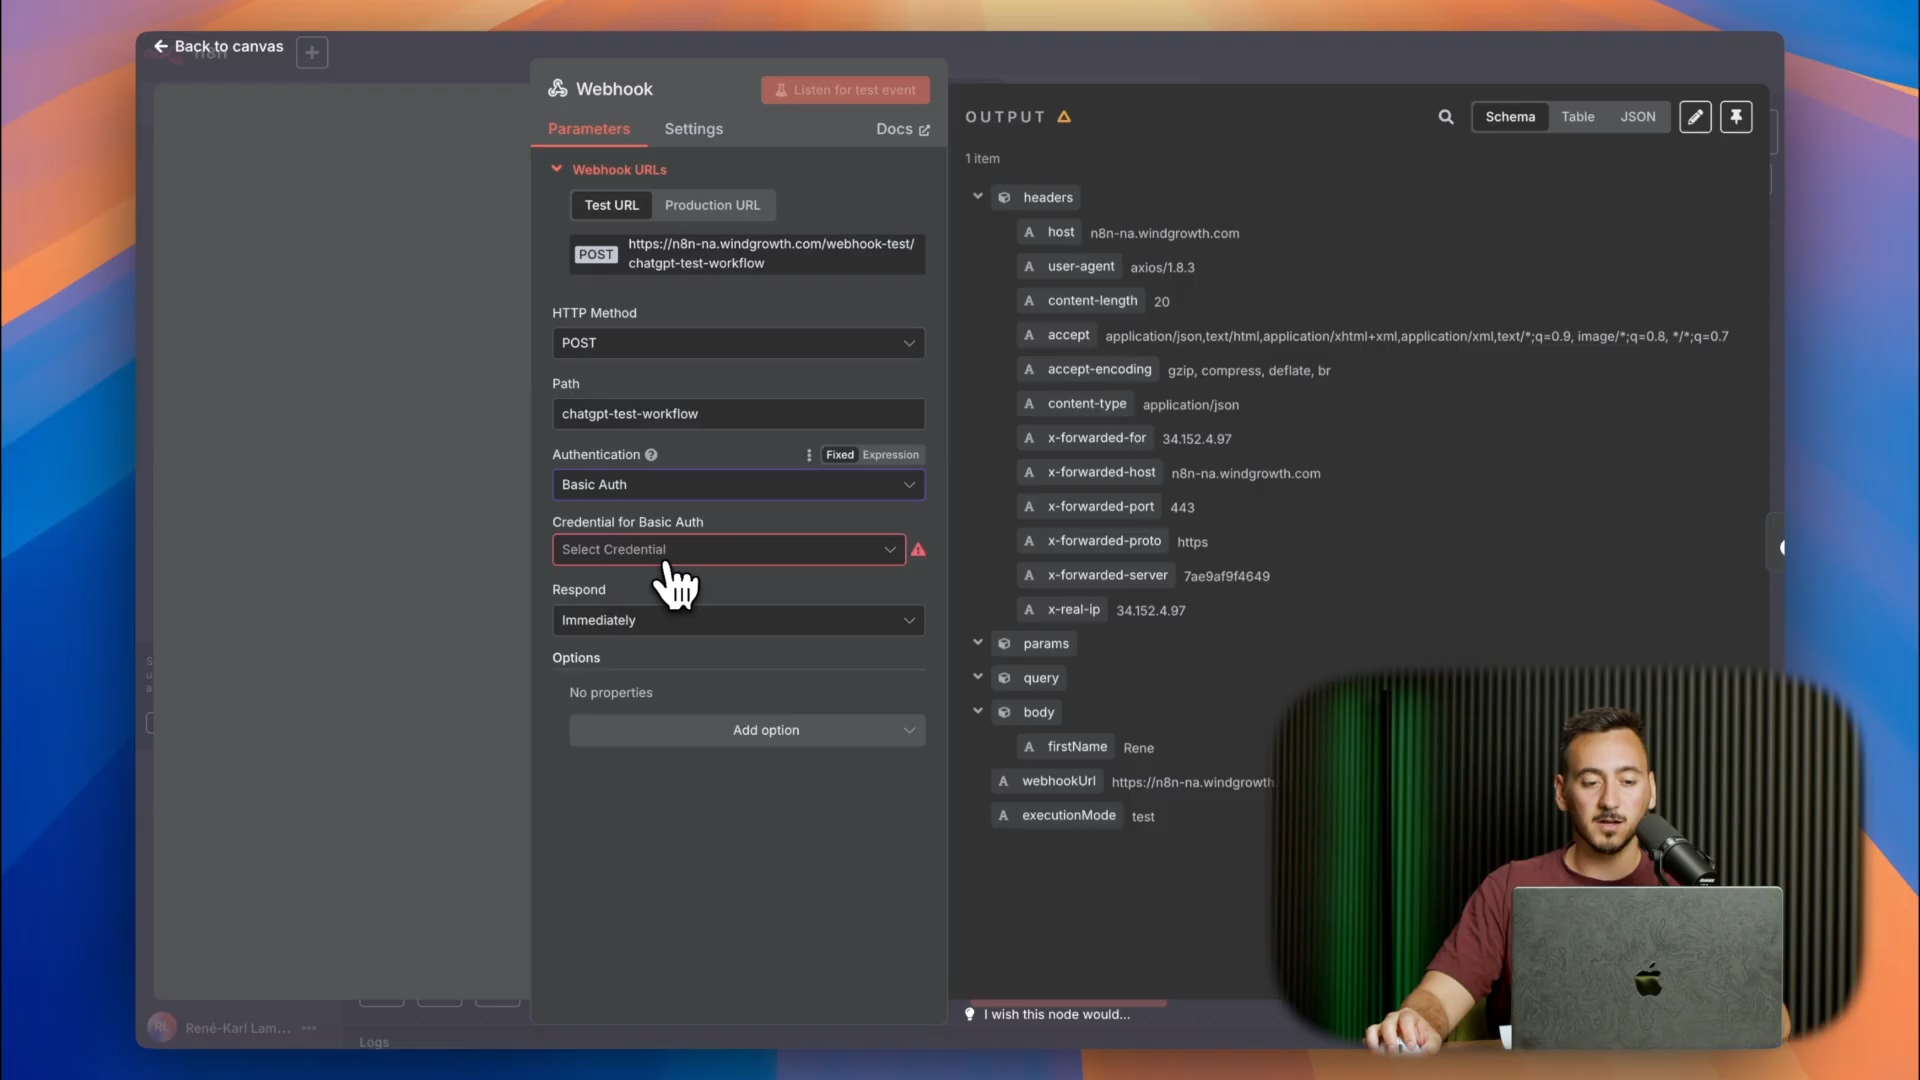 Back to canvas
n8n
+
Webhook
Listen for test event
Parameters
Settings
Docs
Webhook URLs
Test URL
Production URL
POST
https://n8n-na.windgrowth.com/webhook-test/
chatgpt-test-workflow
HTTP Method
POST
Path
chatgpt-test-workflow
Authentication
Fixed
Expression
Basic Auth
Credential for Basic Auth
Select Credential
Respond
Immediately
Options
No properties
Add option
OUTPUT
Schema
Table
JSON
1 item
headers
A host n8n-na.windgrowth.com
A user-agent axios/1.8.3
A content-length 20
A accept application/json,text/html,application/xhtml+xml,application/xml,text/*;q=0.9, image/*;q=0.8, */*;q=0.7
A accept-encoding gzip, compress, deflate, br
A content-type application/json
A x-forwarded-for 34.152.4.97
A x-forwarded-host n8n-na.windgrowth.com
A x-forwarded-port 443
A x-forwarded-proto https
A x-forwarded-server 7ae9af9f4649
A x-real-ip 34.152.4.97
params
query
body
A firstName Rene
A webhookUrl https://n8n-na.windgrowth
A executionMode test
I wish this node would...
RL René-Karl Lam...
Logs